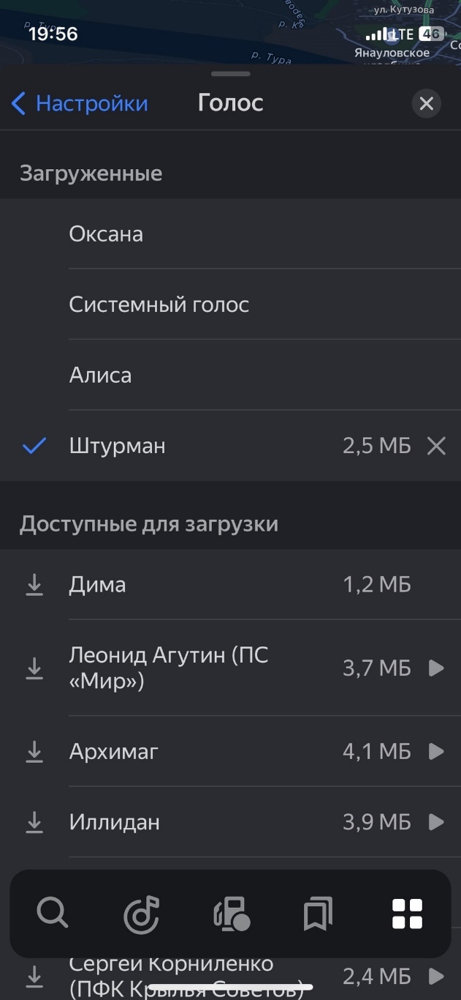 ул. Кутузова
19:56
LTE 46
Янауловское
р. Тура
Настройки
Голос
Загруженные
Оксана
Системный голос
Алиса
Штурман 2,5 МБ
Доступные для загрузки
Дима 1,2 МБ
Леонид Агутин (ПС
«Мир») 3,7 МБ
Архимаг 4,1 МБ
Иллидан 3,9 МБ
Сергей Корниленко
(ПФК Крылья Советов) 2,4 МБ